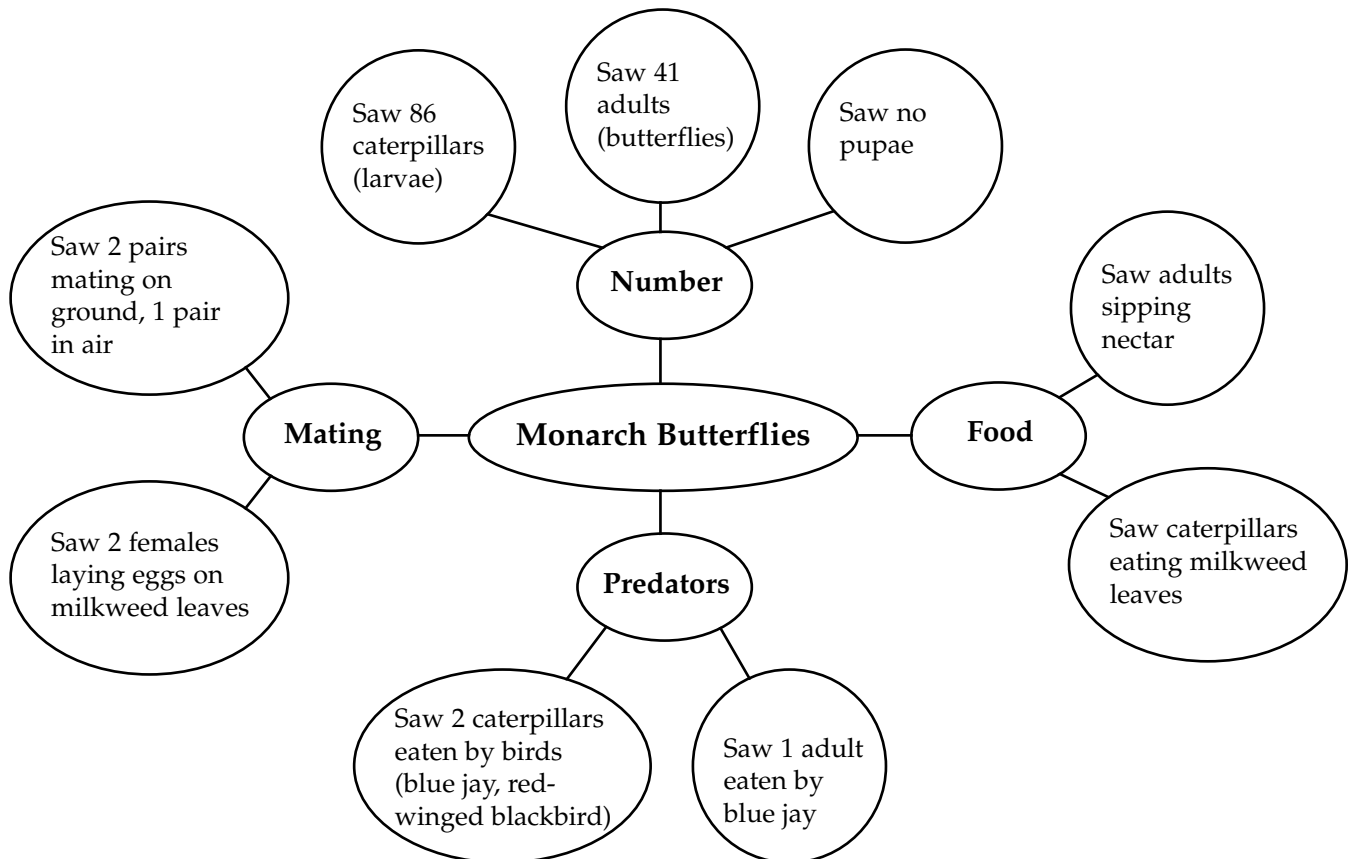 Saw 86
caterpillars
(larvae)
Saw 41
adults
(butterflies)
Saw no
pupae
Number
Saw 2 pairs
mating on
ground, 1 pair
in air
Saw adults
sipping
nectar
Mating
Monarch Butterflies
Food
Saw 2 females
laying eggs on
milkweed leaves
Saw caterpillars
eating milkweed
leaves
Predators
Saw 2 caterpillars
eaten by birds
(blue jay, red-
winged blackbird)
Saw 1 adult
eaten by
blue jay